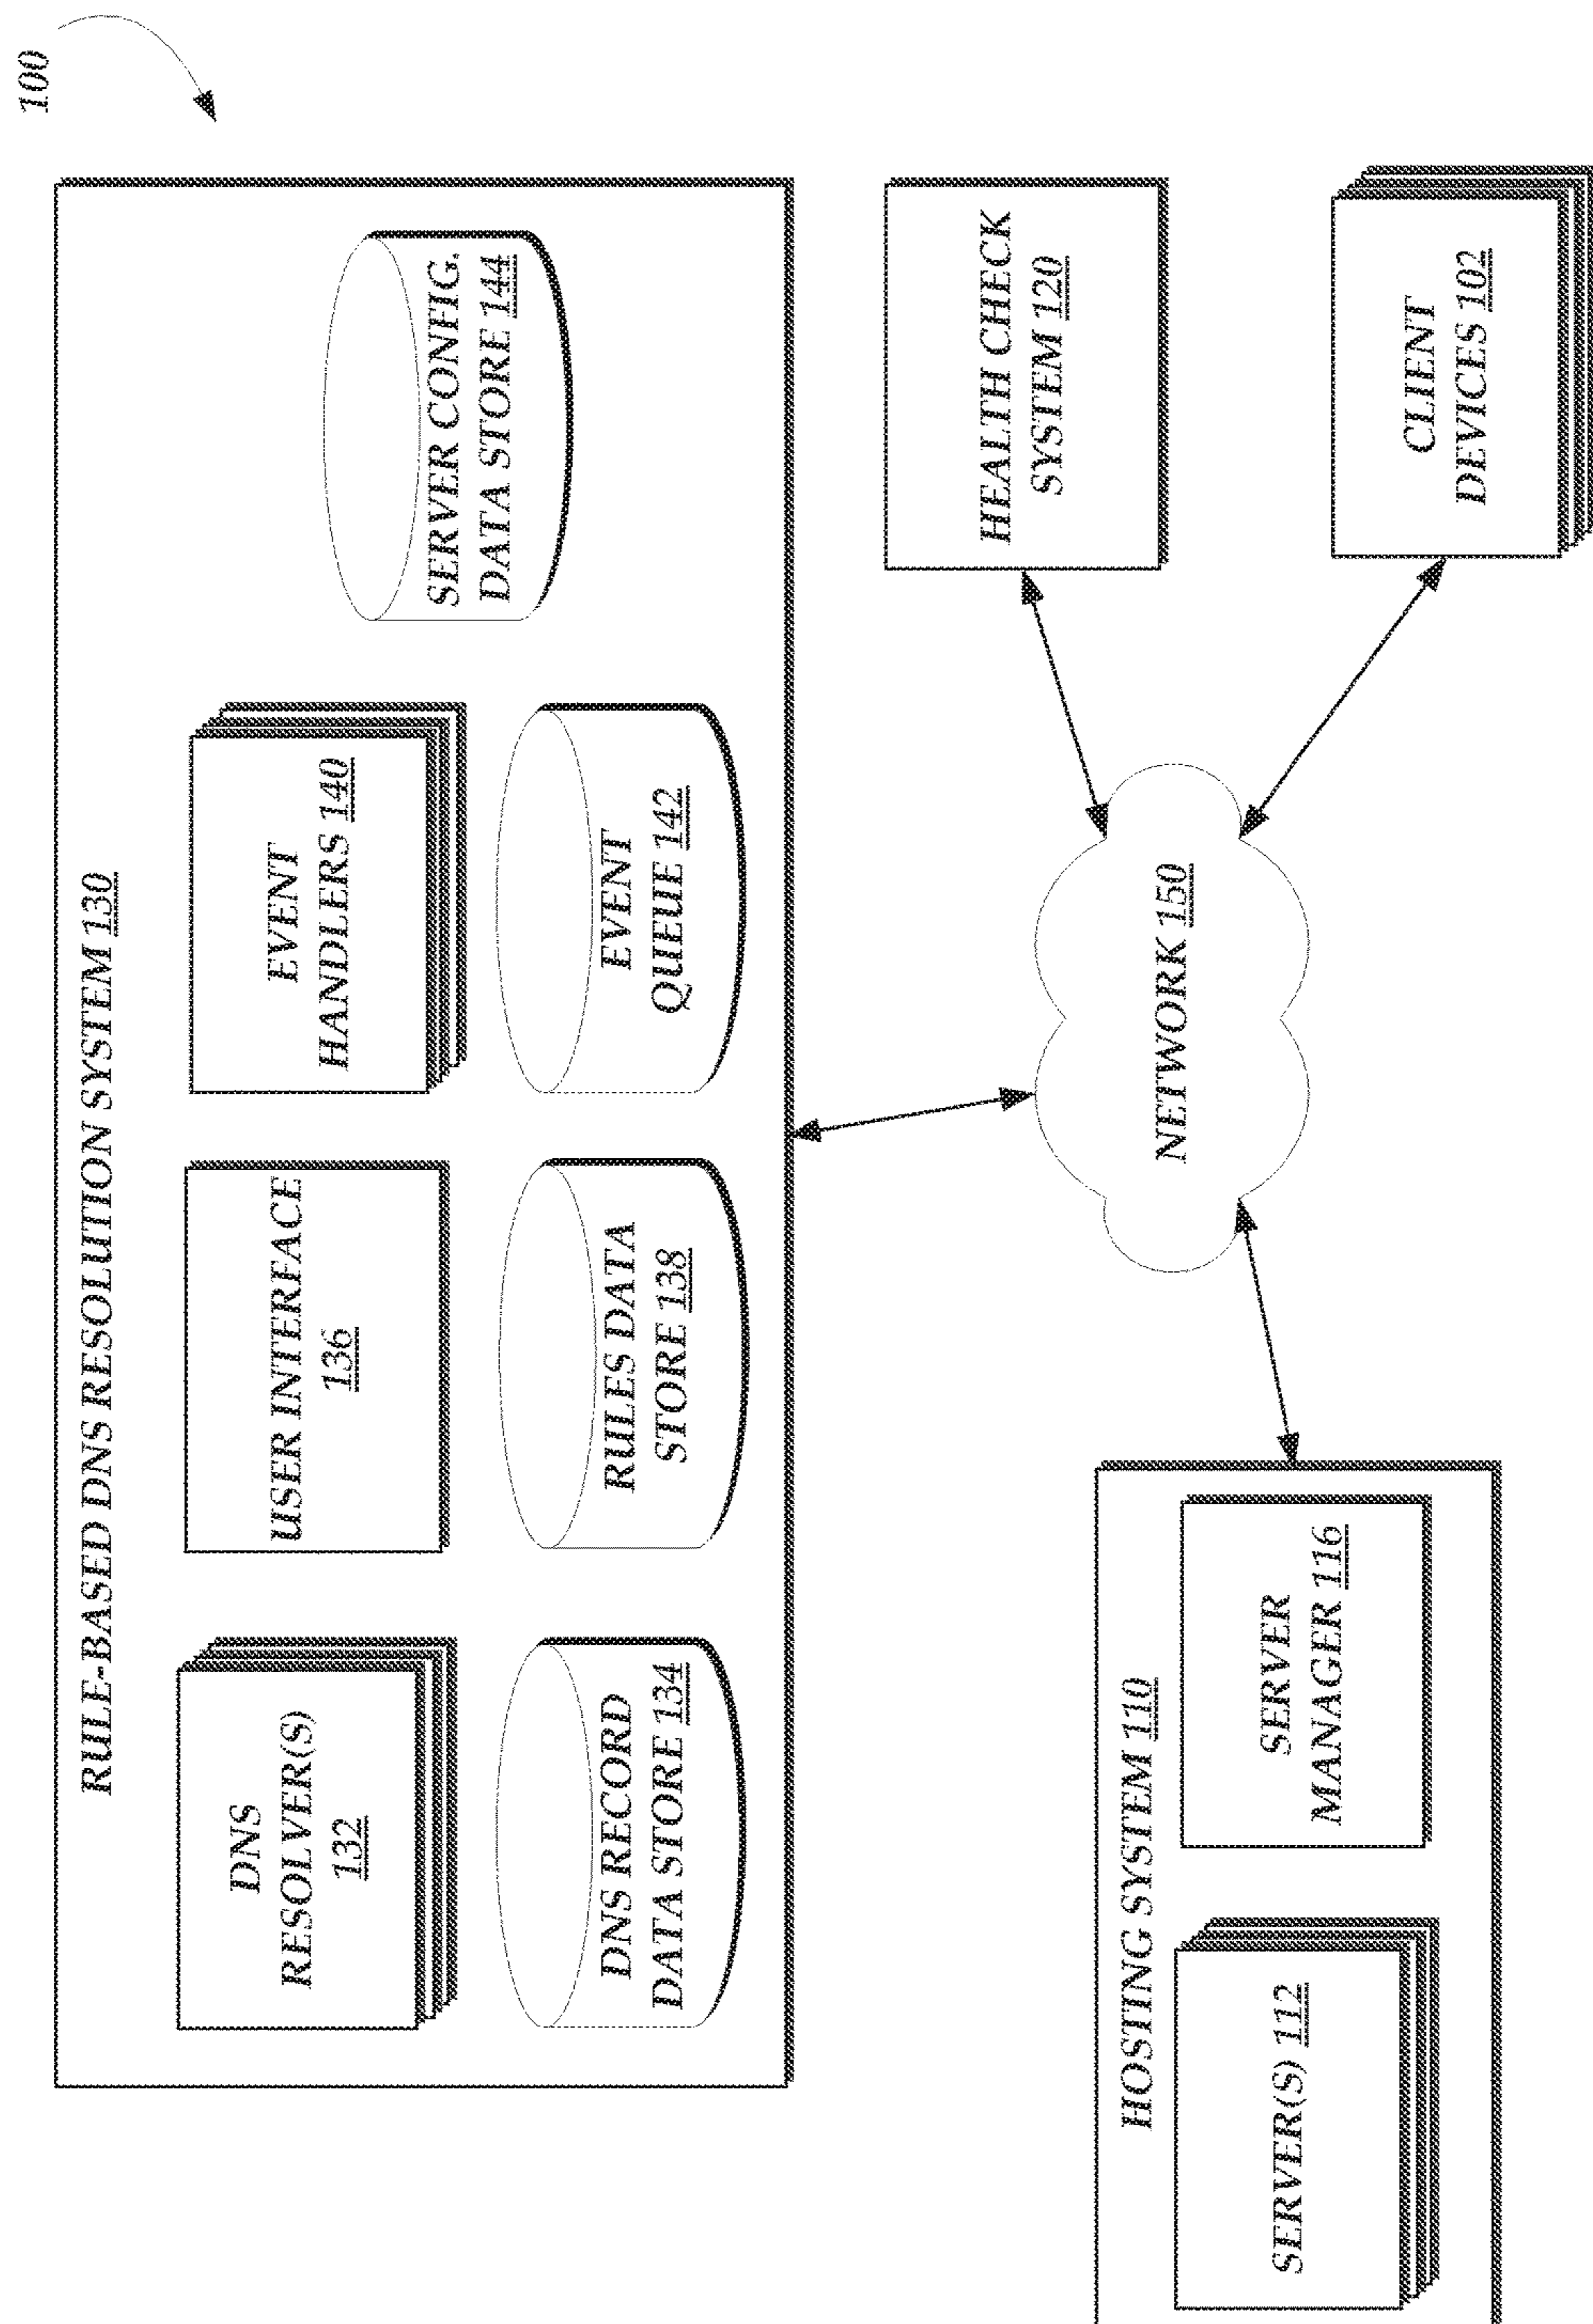 100
RULE-BASED DNS RESOLUTION SYSTEM 130
DNS
RESOLVER(S)
132
USER INTERFACE
136
EVENT
HANDLERS 140
SERVER CONFIG.
DATA STORE 144
DNS RECORD
DATA STORE 134
RULES DATA
STORE 138
EVENT
QUEUE 142
HEALTH CHECK
SYSTEM 120
NETWORK 150
HOSTING SYSTEM 110
SERVER(S) 112
SERVER
MANAGER 116
CLIENT
DEVICES 102